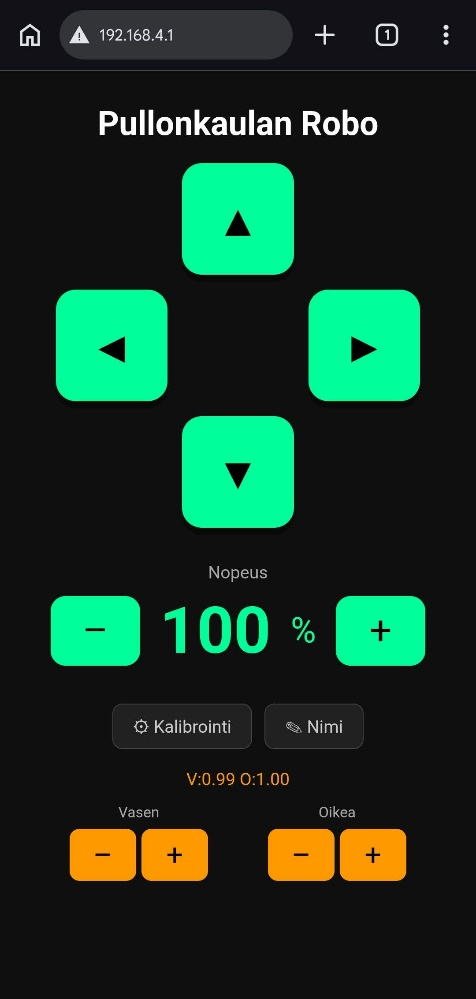 192.168.4.1
1
Pullonkaulan Robo
▲
◀ ▶
▼
Nopeus
− 100 % +
⚙ Kalibrointi ✎ Nimi
V:0.99 O:1.00
Vasen Oikea
− + − +